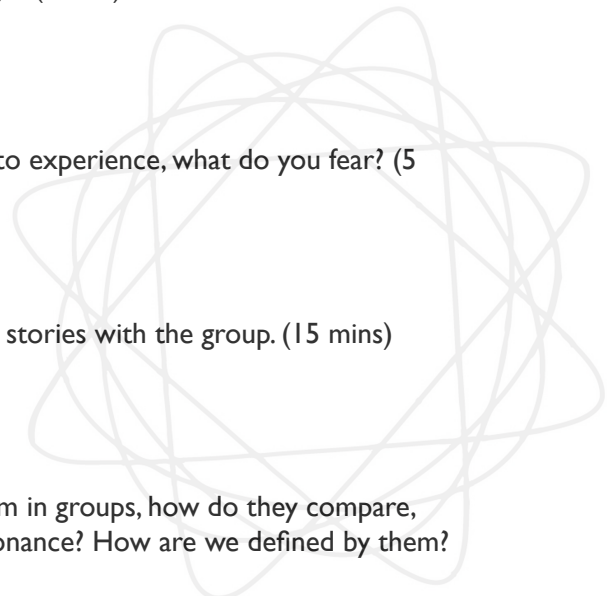 to experience, what do you fear? (5
stories with the group. (15 mins)
m in groups, how do they compare,
onance? How are we defined by them?